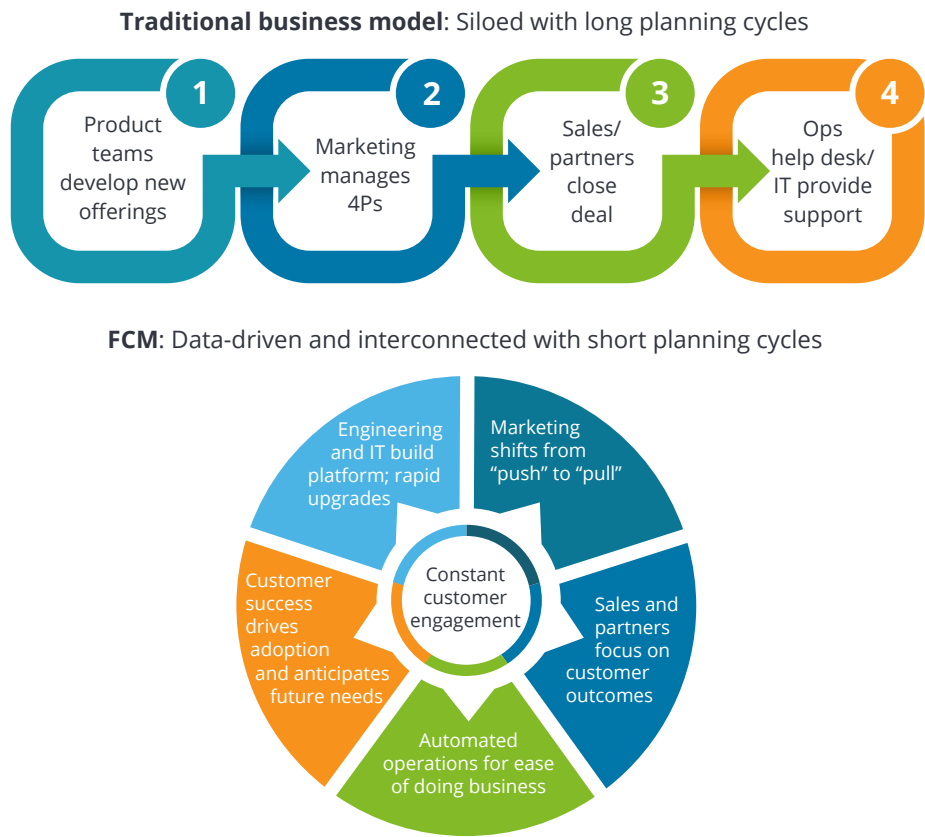 Traditional business model: Siloed with long planning cycles
1
Product
teams
develop new
offerings
2
Marketing
manages
4Ps
3
Sales/
partners
close
deal
4
Ops
help desk/
IT provide
support
FCM: Data-driven and interconnected with short planning cycles
Engineering
and IT build
platform; rapid
upgrades
Marketing
shifts from
“push” to “pull”
Customer
success
drives
adoption
and anticipates
future needs
Constant
customer
engagement
Sales and
partners
focus on
customer
outcomes
Automated
operations for ease
of doing business